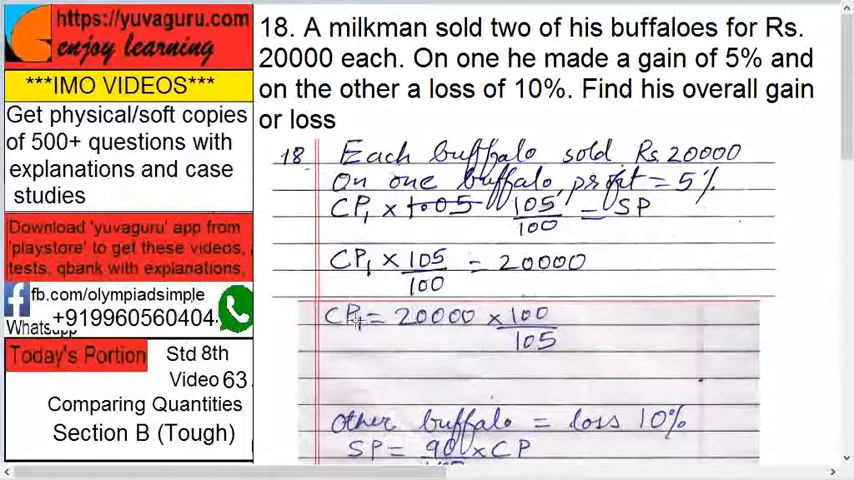 https://yuvaguru.com
enjoy learning
***IMO VIDEOS***
Get physical/soft copies
of 500+ questions with
explanations and case
studies
Download 'yuvaguru' app from
'playstore' to get these videos,
tests, qbank with explanations,
fb.com/olympiadsimple
+919960560404
Whatsupp
Today's Portion
Std 8th
Video 63
Comparing Quantities
Section B (Tough)
18. A milkman sold two of his buffaloes for Rs.
20000 each. On one he made a gain of 5% and
on the other a loss of 10%. Find his overall gain
or loss
18. Each buffalo sold Rs. 20000
On one buffalo, profit = 5%
CP₁ × 105/100 = SP
CP₁ × 105/100 = 20000
CP₁ = 20000 × 100/105
Other buffalo = loss 10%
SP = 90/100 × CP